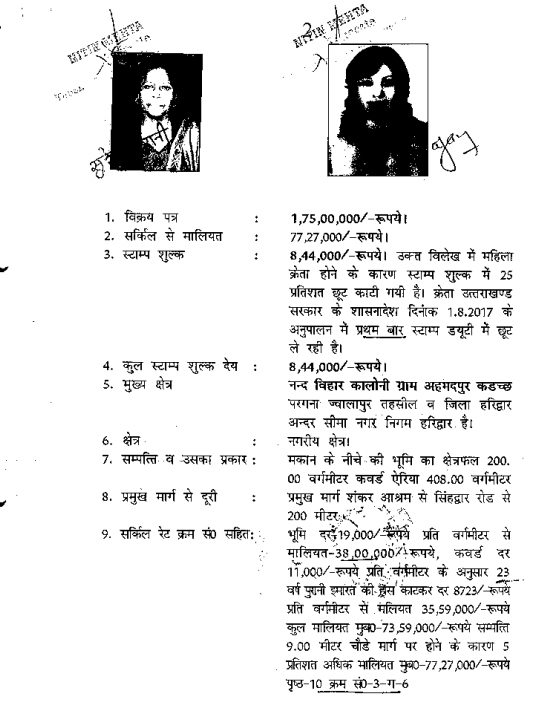 NITIN MEHTA
NITIN MEHTA
ajay
1. विक्रय पत्र : 1,75,00,000/-रूपये।
2. सर्किल से मालियत : 77,27,000/-रूपये।
3. स्टाम्प शुल्क : 8,44,000/-रूपये। उक्त विलेख में महिला
क्रेता होने के कारण स्टाम्प शुल्क में 25
प्रतिशत छूट काटी गयी है। क्रेता उत्तराखण्ड
सरकार के शासनादेश दिनांक 1.8.2017 के
अनुपालन में प्रथम बार स्टाम्प डयूटी में छूट
ले रही है।
4. कुल स्टाम्प शुल्क देय : 8,44,000/-रूपये।
5. मुख्य क्षेत्र नन्द विहार कालोनी ग्राम अहमदपुर कडच्छ
परगना ज्वालापुर तहसील व जिला हरिद्वार
अन्दर सीमा नगर निगम हरिद्वार है।
6. क्षेत्र : नगरीय क्षेत्र।
7. सम्पत्ति व उसका प्रकार : मकान के नीचे की भूमि का क्षेत्रफल 200.
00 वर्गमीटर कवर्ड ऐरिया 408.00 वर्गमीटर
8. प्रमुख मार्ग से दूरी : प्रमुख मार्ग शंकर आश्रम से सिंहद्वार रोड से
200 मीटर
9. सर्किल रेट क्रम सं0 सहित: भूमि दर 19,000/-रूपये प्रति वर्गमीटर से
मालियत-38,00,000/-रूपये, कवर्ड दर
11,000/-रूपये प्रति वर्गमीटर के अनुसार 23
वर्ष पुरानी इमारत की ह्रास काटकर दर 8723/-रूपये
प्रति वर्गमीटर से मलियत 35,59,000/-रूपये
कुल मालियत मुब0-73,59,000/-रूपये सम्पत्ति
9.00 मीटर चौडे मार्ग पर होने के कारण 5
प्रतिशत अधिक मालियत मुब0-77,27,000/-रूपये
पृष्ठ-10 क्रम सं0-3-ग-6